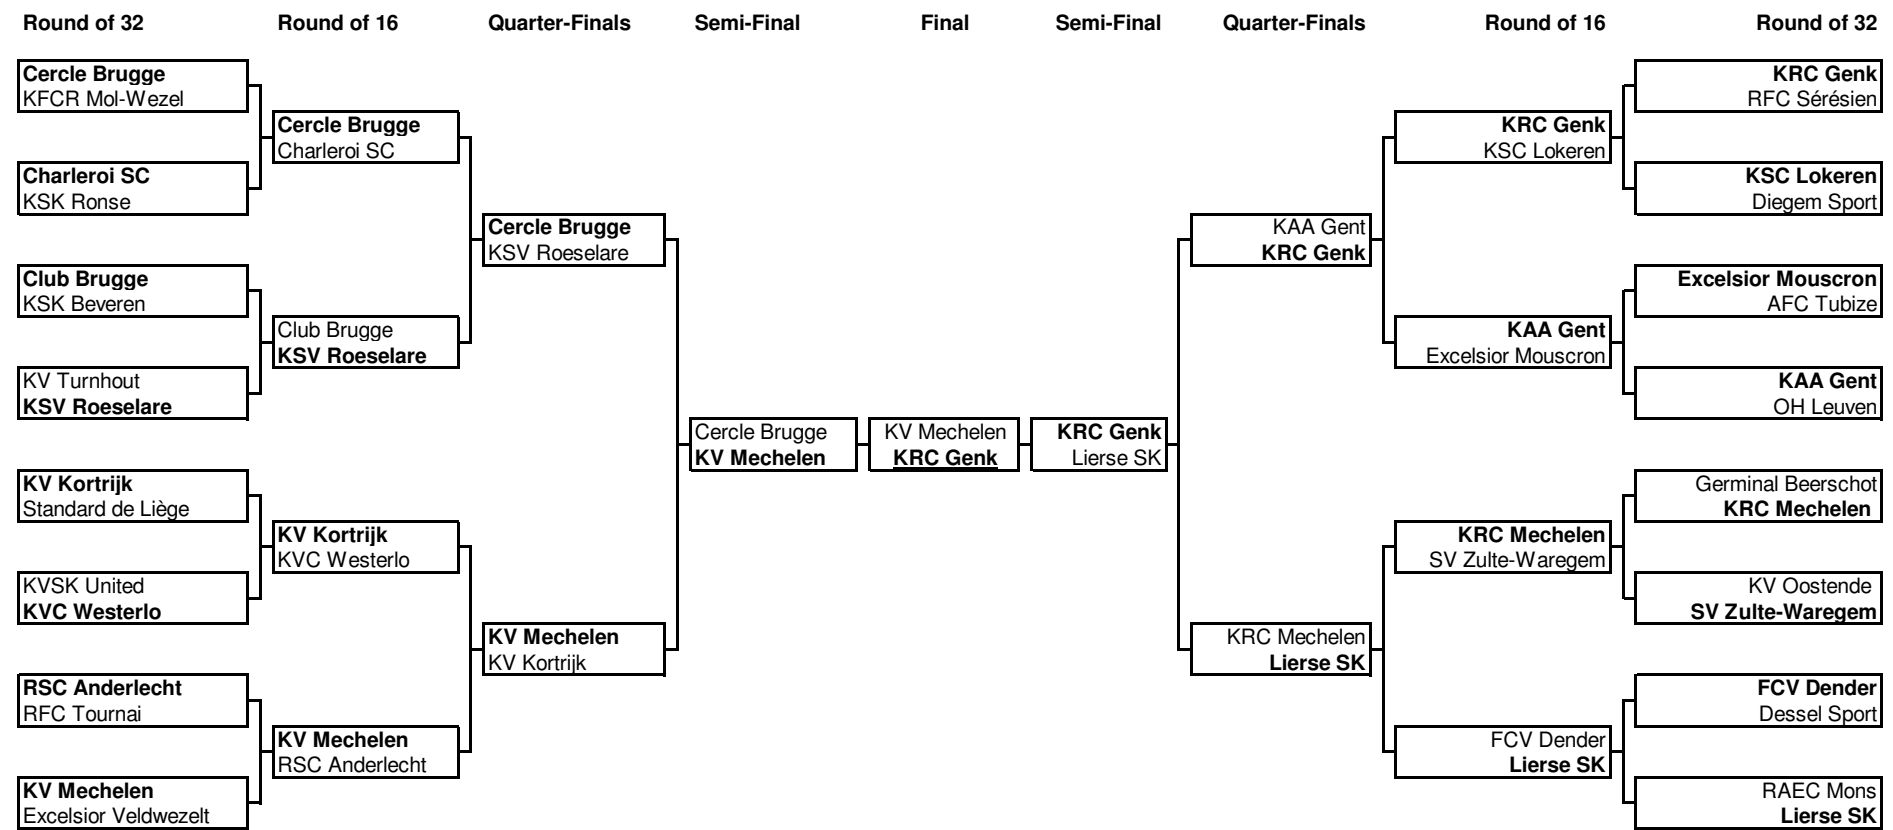 Round of 32
Round of 16
Quarter-Finals
Semi-Final
Final
Semi-Final
Quarter-Finals
Round of 16
Round of 32
Cercle Brugge
KFCR Mol-Wezel
Charleroi SC
KSK Ronse
Club Brugge
KSK Beveren
KV Turnhout
KSV Roeselare
KV Kortrijk
Standard de Liège
KVSK United
KVC Westerlo
RSC Anderlecht
RFC Tournai
KV Mechelen
Excelsior Veldwezelt
Cercle Brugge
Charleroi SC
Club Brugge
KSV Roeselare
KV Kortrijk
KVC Westerlo
KV Mechelen
RSC Anderlecht
Cercle Brugge
KSV Roeselare
KV Mechelen
KV Kortrijk
Cercle Brugge
KV Mechelen
KV Mechelen
KRC Genk
KRC Genk
Lierse SK
KAA Gent
KRC Genk
KRC Mechelen
Lierse SK
KRC Genk
KSC Lokeren
KAA Gent
Excelsior Mouscron
KRC Mechelen
SV Zulte-Waregem
FCV Dender
Lierse SK
KRC Genk
RFC Sérésien
KSC Lokeren
Diegem Sport
Excelsior Mouscron
AFC Tubize
KAA Gent
OH Leuven
Germinal Beerschot
KRC Mechelen
KV Oostende
SV Zulte-Waregem
FCV Dender
Dessel Sport
RAEC Mons
Lierse SK